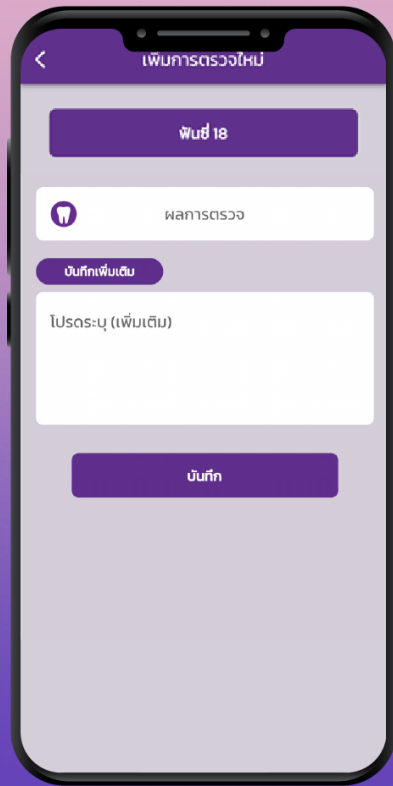 เพิ่มการตรวจใหม่
ฟันซี่ 18
ผลการตรวจ
บันทึกเพิ่มเติม
โปรดระบุ (เพิ่มเติม)
บันทึก